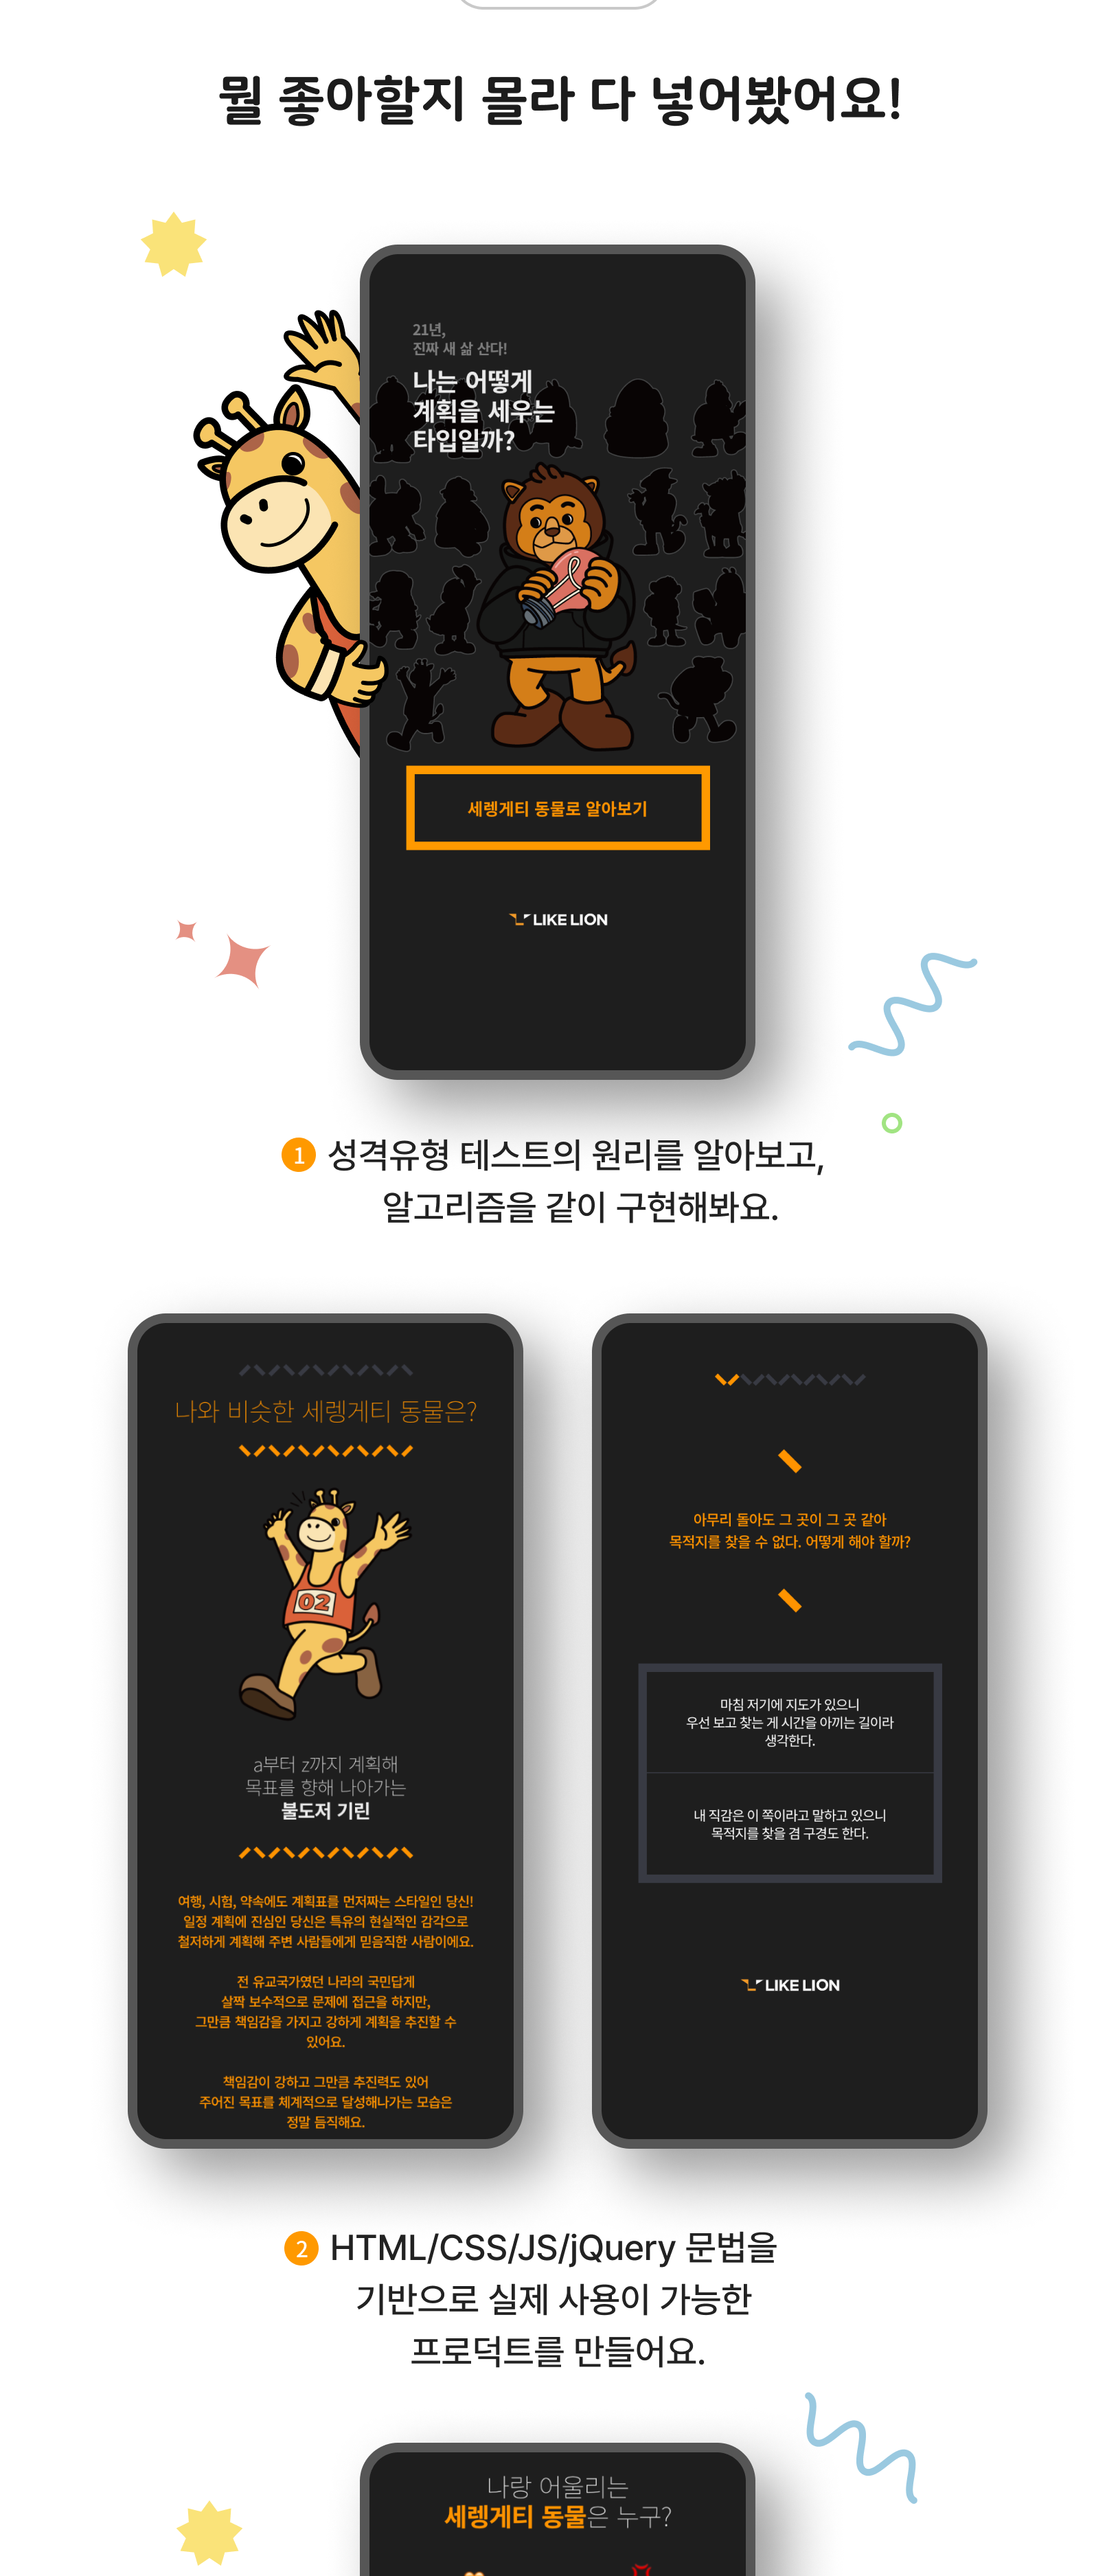 뭘 좋아할지 몰라 다 넣어봤어요!
21년,
진짜 새 삶 산다!
나는 어떻게
계획을 세우는
타입일까?
세렝게티 동물로 알아보기
LIKE LION
1 성격유형 테스트의 원리를 알아보고,
알고리즘을 같이 구현해봐요.
나와 비슷한 세렝게티 동물은?
02
a부터 z까지 계획해
목표를 향해 나아가는
불도저 기린
여행, 시험, 약속에도 계획표를 먼저짜는 스타일인 당신!
일정 계획에 진심인 당신은 특유의 현실적인 감각으로
철저하게 계획해 주변 사람들에게 믿음직한 사람이에요.
전 유교국가였던 나라의 국민답게
살짝 보수적으로 문제에 접근을 하지만,
그만큼 책임감을 가지고 강하게 계획을 추진할 수
있어요.
책임감이 강하고 그만큼 추진력도 있어
주어진 목표를 체계적으로 달성해나가는 모습은
정말 듬직해요.
아무리 돌아도 그 곳이 그 곳 같아
목적지를 찾을 수 없다. 어떻게 해야 할까?
마침 저기에 지도가 있으니
우선 보고 찾는 게 시간을 아끼는 길이라
생각한다.
내 직감은 이 쪽이라고 말하고 있으니
목적지를 찾을 겸 구경도 한다.
LIKE LION
2 HTML/CSS/JS/jQuery 문법을
기반으로 실제 사용이 가능한
프로덕트를 만들어요.
나랑 어울리는
세렝게티 동물은 누구?